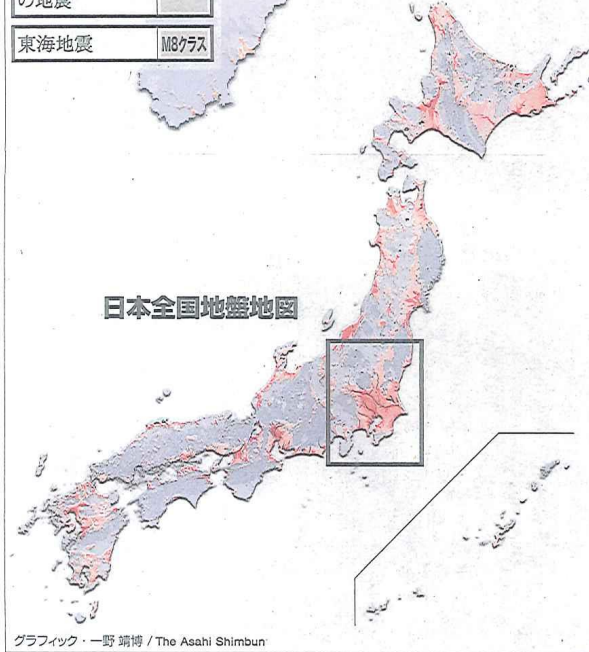 の地震
東海地震 M8クラス
日本全国地盤地図
グラフィック・一野 靖博 / The Asahi Shimbun